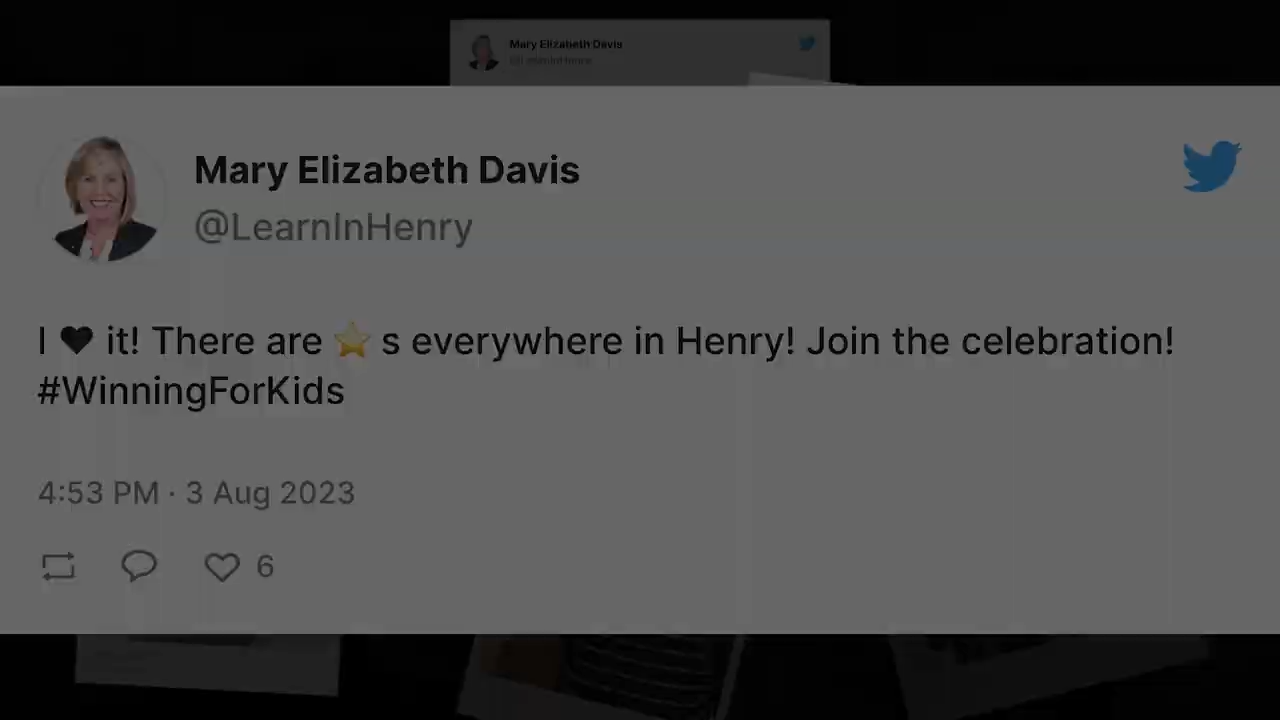 Mary Elizabeth Davis
Mary Elizabeth Davis
@LearnInHenry
I 🖤 it! There are ⭐ s everywhere in Henry! Join the celebration!
#WinningForKids
4:53 PM · 3 Aug 2023
6